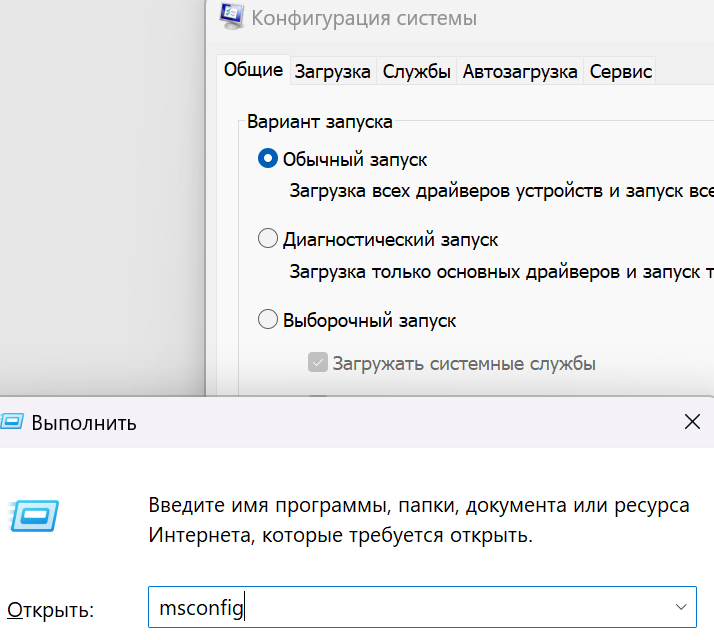 Конфигурация системы
Общие Загрузка Службы Автозагрузка Сервис
Вариант запуска
Обычный запуск
Загрузка всех драйверов устройств и запуск все
Диагностический запуск
Загрузка только основных драйверов и запуск т
Выборочный запуск
Загружать системные службы
Выполнить
Введите имя программы, папки, документа или ресурса
Интернета, которые требуется открыть.
Открыть: msconfig